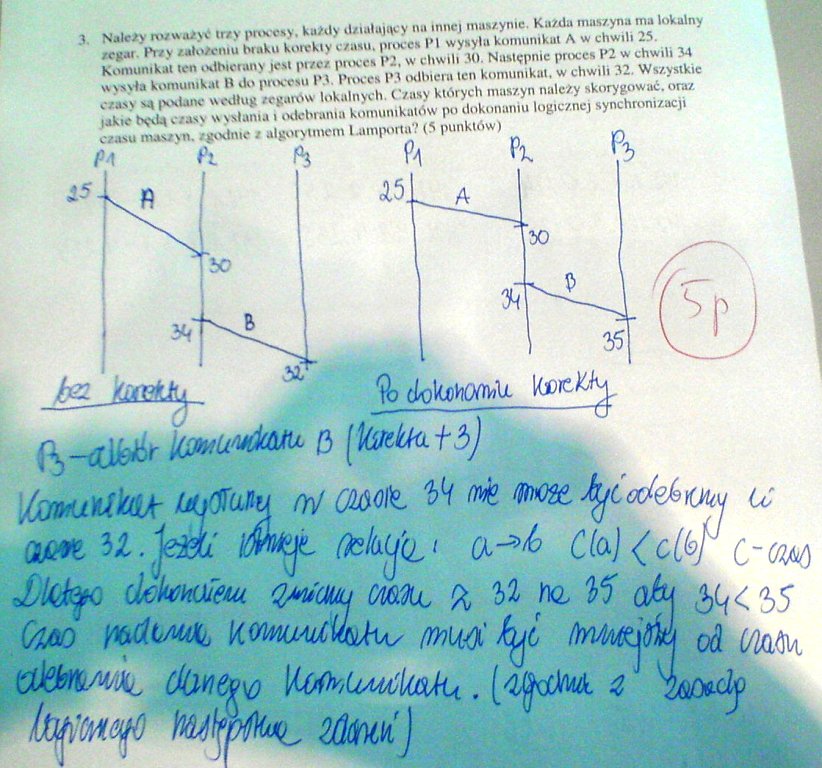 3. Należy rozważyć trzy procesy, każdy działający na innej maszynie. Każda maszyna ma lokalny
zegar. Przy założeniu braku korekty czasu, proces P1 wysyła komunikat A w chwili 25.
Komunikat ten odbierany jest przez proces P2, w chwili 30. Następnie proces P2 w chwili 34
wysyła komunikat B do procesu P3. Proces P3 odbiera ten komunikat, w chwili 32. Wszystkie
czasy są podane według zegarów lokalnych. Czasy których maszyn należy skorygować, oraz
jakie będą czasy wysłania i odebrania komunikatów po dokonaniu logicznej synchronizacji
czasu maszyn, zgodnie z algorytmem Lamporta? (5 punktów)
P1 P2 P3 P1 P2 P3
25 A 25 A
30 30
34 B 34 B
32 35
5p
bez korekty Po dokonaniu korekty
P3 – odbiór komunikatu B (korekta +3)
Komunikat wysłany w czasie 34 nie może być odebrany w
czasie 32. Jeżeli istnieje relacja: a→b C(a) < C(b) C – czas
Dlatego dokonałem zmiany czasu z 32 na 35 aby 34<35
Czas nadania komunikatu musi być mniejszy od czasu
odebrania danego komunikatu. (zgodnie z zasadą
logicznego następstwa zdarzeń)